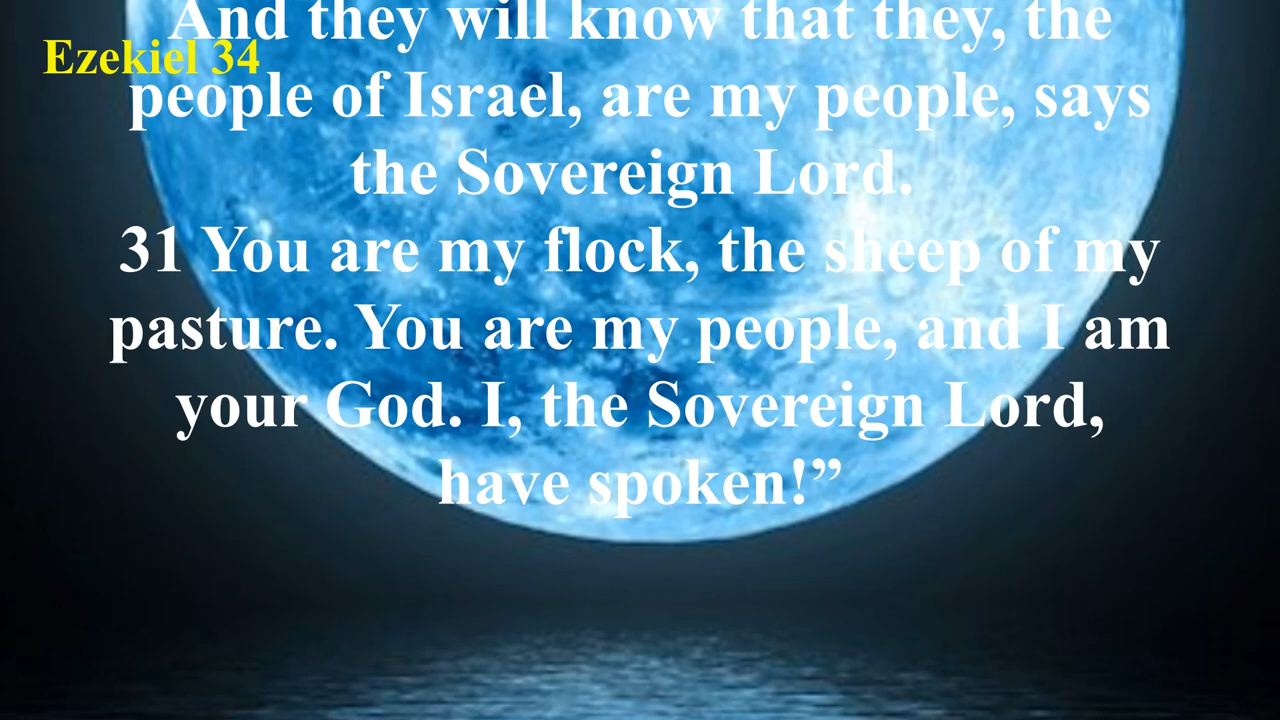 And they will know that they, the
Ezekiel 34
people of Israel, are my people, says
the Sovereign Lord.
31 You are my flock, the sheep of my
pasture. You are my people, and I am
your God. I, the Sovereign Lord,
have spoken!”